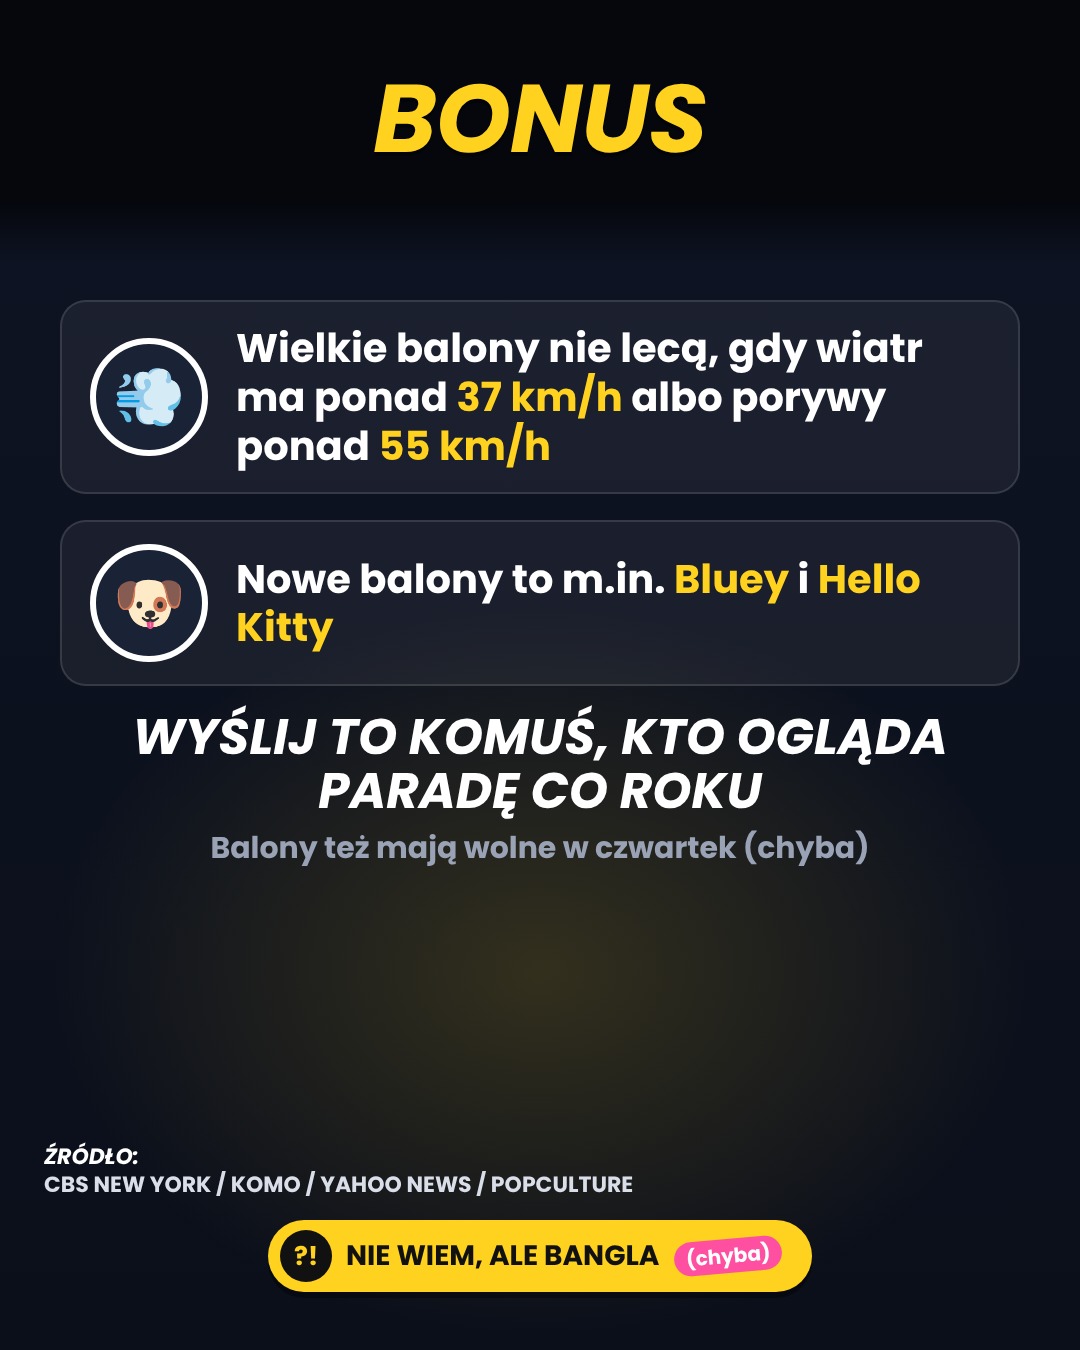 BONUS
Wielkie balony nie lecą, gdy wiatr
ma ponad 37 km/h albo porywy
ponad 55 km/h
Nowe balony to m.in. Bluey i Hello
Kitty
WYŚLIJ TO KOMUŚ, KTO OGLĄDA
PARADĘ CO ROKU
Balony też mają wolne w czwartek (chyba)
ŹRÓDŁO:
CBS NEW YORK / KOMO / YAHOO NEWS / POPCULTURE
?! NIE WIEM, ALE BANGLA (chyba)